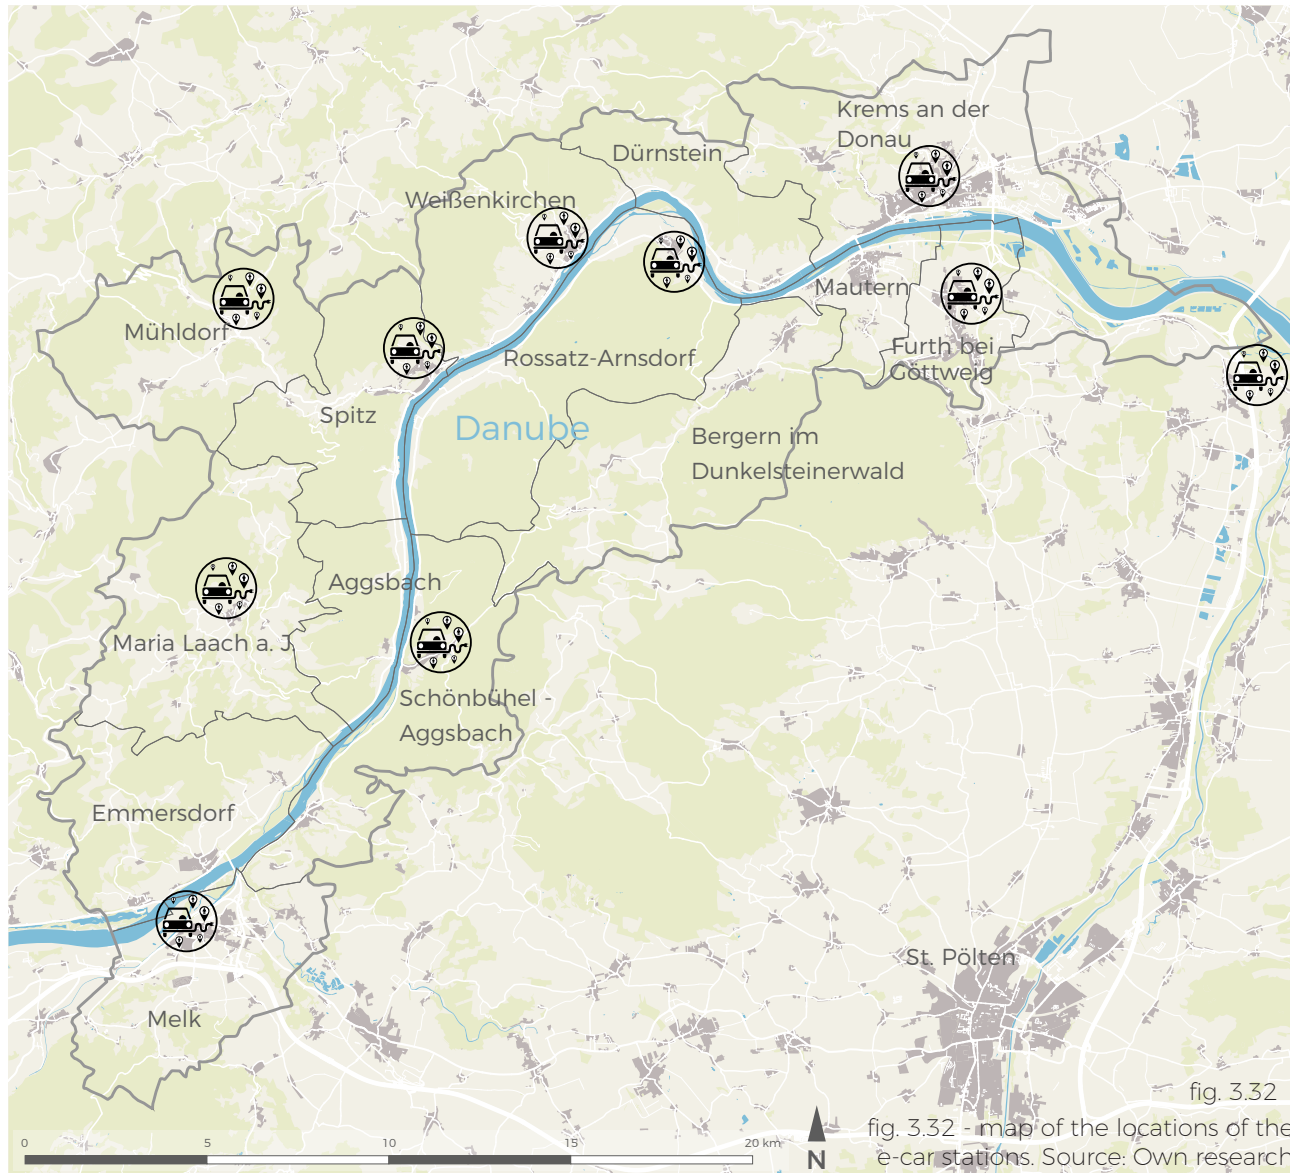 Krems an der
Donau
Dürnstein
Weißenkirchen
Mautern
Mühldorf
Rossatz-Arnsdorf
Furth bei
Göttweig
Spitz
Danube
Bergern im
Dunkelsteinerwald
Aggsbach
Maria Laach a. J.
Schönbühel -
Aggsbach
Emmersdorf
St. Pölten
Melk
fig. 3.32
fig. 3.32 - map of the locations of the
e-car stations. Source: Own research
0 5 10 15 20 km
N